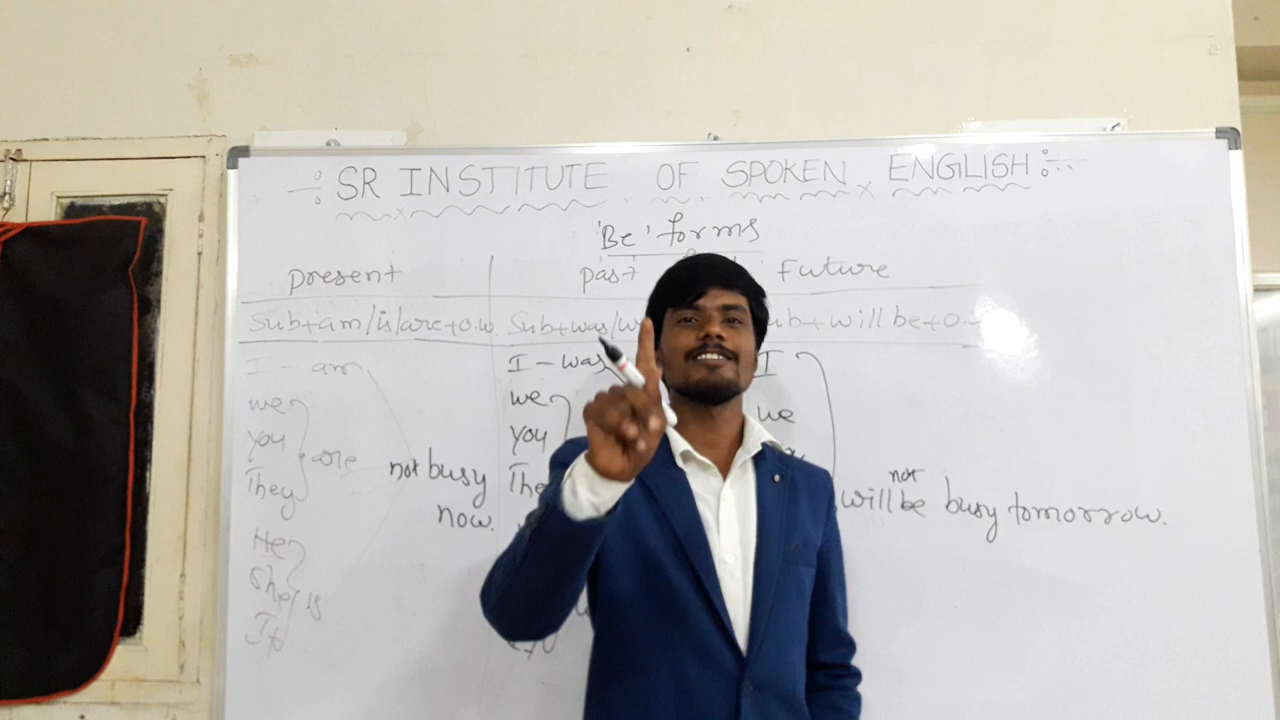 ÷ SR INSTITUTE OF SPOKEN ENGLISH
'Be' forms
present past Future
Sub+am/is/are+o.w. Sub+was/w ub+will be+o.
I - am I - was I
we we we
You You
They are not busy They
now. will not be busy tomorrow.
He
She is
It